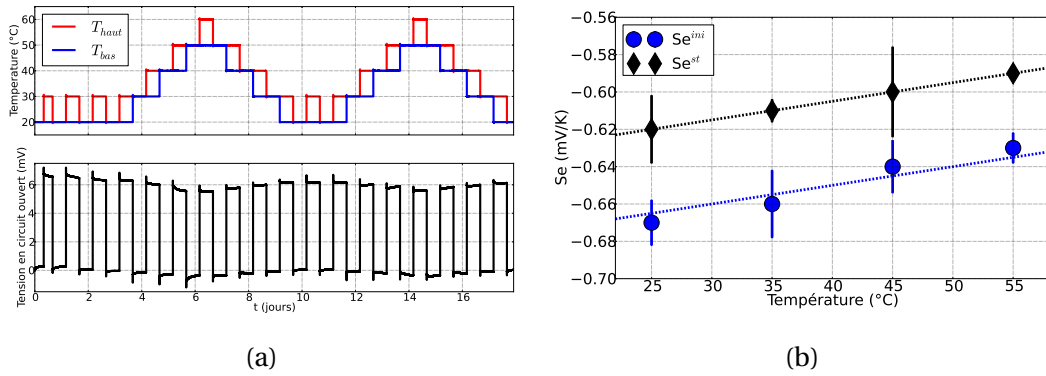 T_haut
T_bas
Temperature (°C)
60
50
40
30
20
Tension en circuit ouvert (mV)
6
4
2
0
0 2 4 6 8 10 12 14 16
t (jours)
(a)
Se^ini
Se^st
Se (mV/K)
−0.56
−0.58
−0.60
−0.62
−0.64
−0.66
−0.68
−0.70
25 30 35 40 45 50 55
Température (°C)
(b)